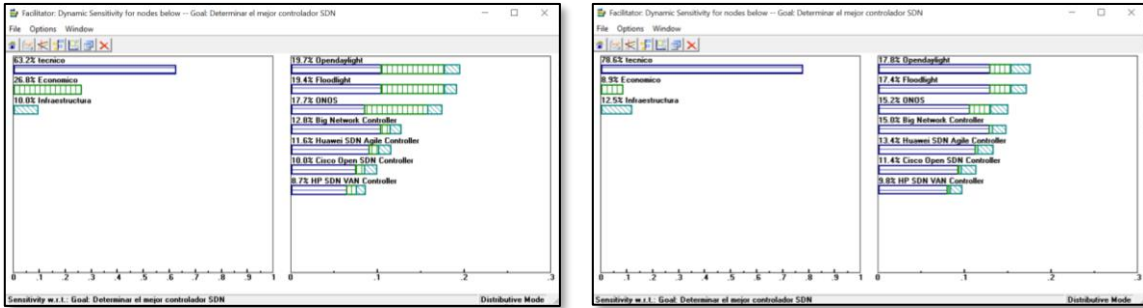 Facilitator: Dynamic Sensitivity for nodes below -- Goal: Determinar el mejor controlador SDN
File Options Window
63.2% tecnico
26.8% Economico
10.0% Infraestructura
0 .1 .2 .3 .4 .5 .6 .7 .8 .9 1
19.7% Opendaylight
19.4% Floodlight
17.7% ONOS
12.8% Big Network Controller
11.6% Huawei SDN Agile Controller
10.0% Cisco Open SDN Controller
8.7% HP SDN VAN Controller
0 .1 .2 .3
Sensitivity w.r.t.: Goal: Determinar el mejor controlador SDN Distributive Mode
Facilitator: Dynamic Sensitivity for nodes below -- Goal: Determinar el mejor controlador SDN
File Options Window
78.6% tecnico
8.9% Economico
12.5% Infraestructura
0 .1 .2 .3 .4 .5 .6 .7 .8 .9 1
17.8% Opendaylight
17.4% Floodlight
15.2% ONOS
15.0% Big Network Controller
13.4% Huawei SDN Agile Controller
11.4% Cisco Open SDN Controller
9.8% HP SDN VAN Controller
0 .1 .2 .3
Sensitivity w.r.t.: Goal: Determinar el mejor controlador SDN Distributive Mode